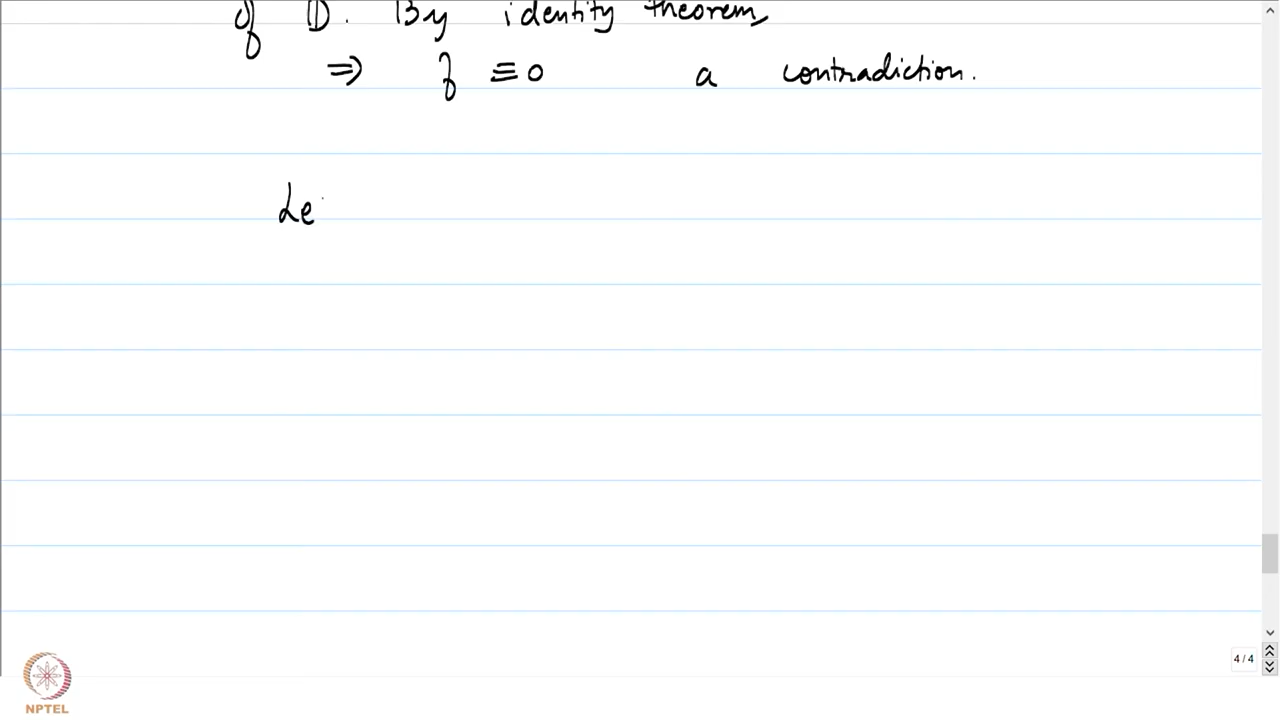 of D. By identity theorem,
⇒ f ≡ 0 a contradiction.
Le
4 / 4
NPTEL